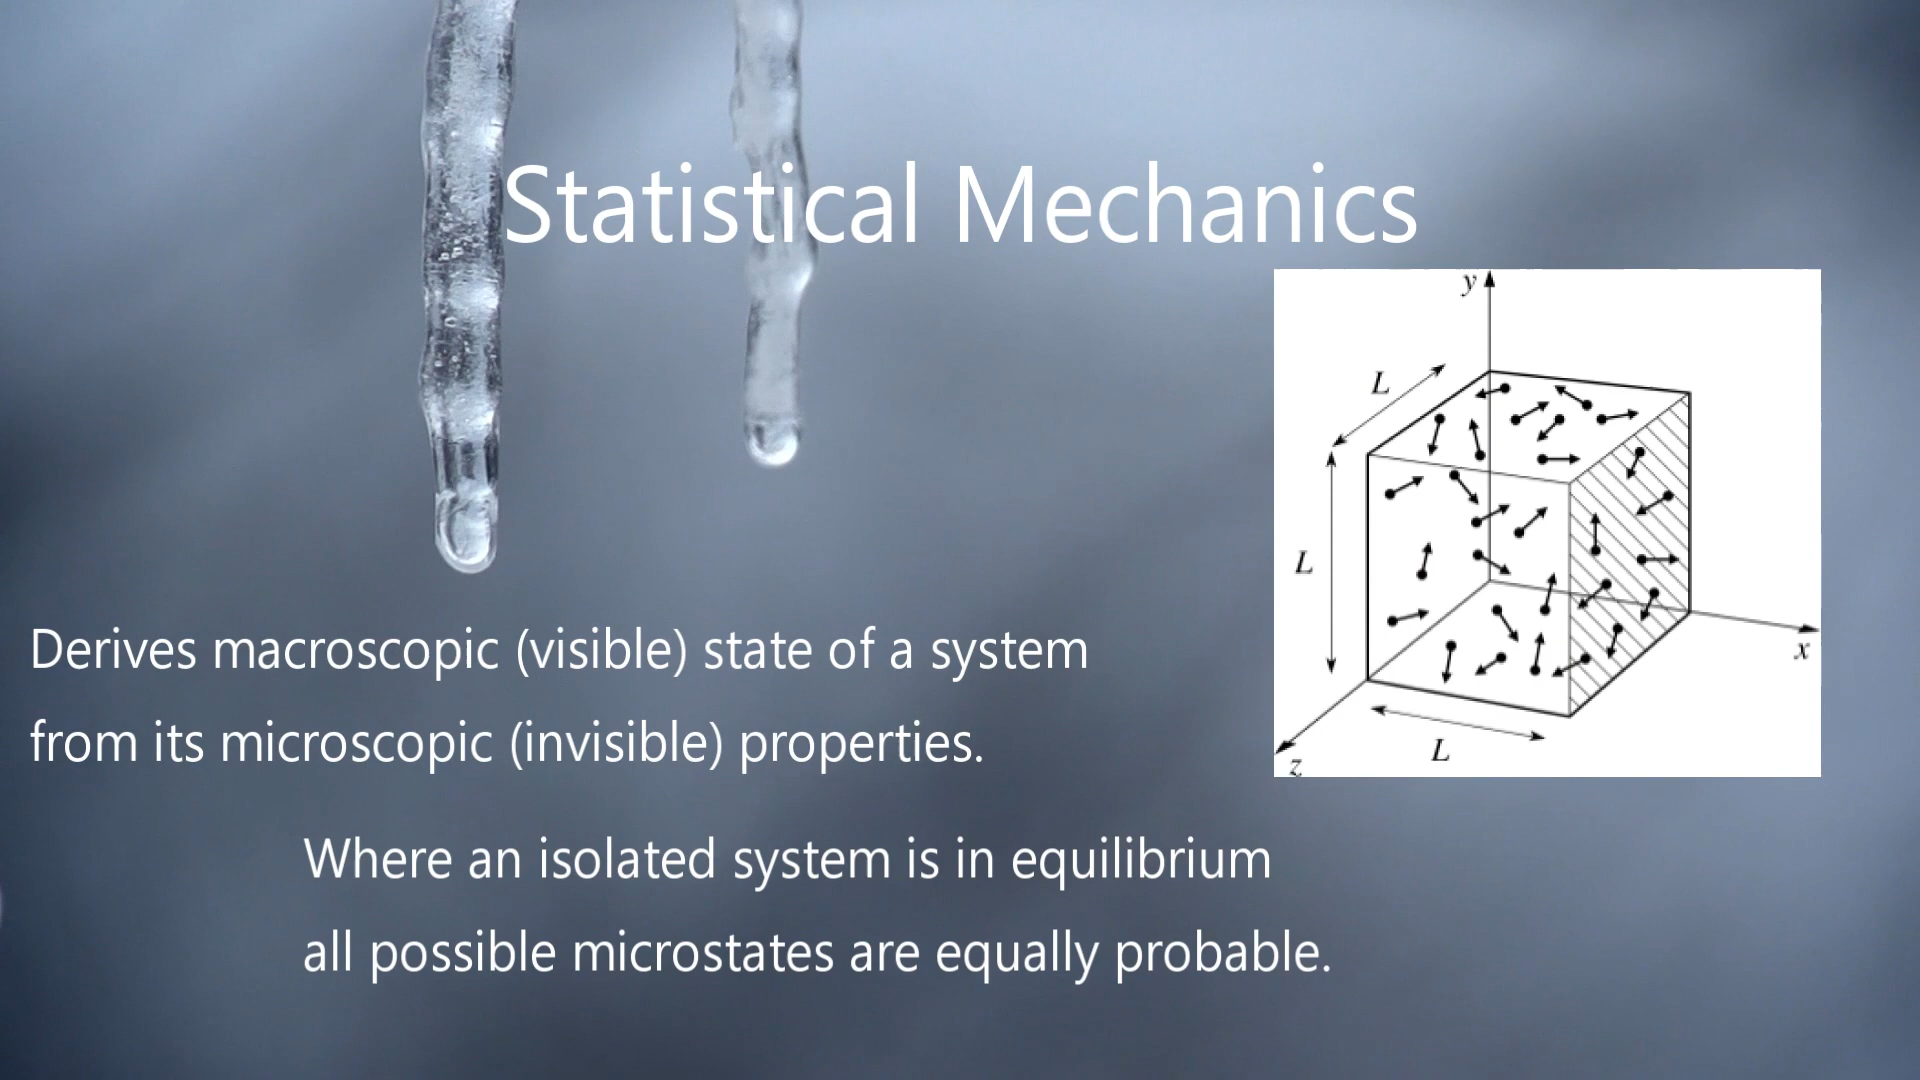 Statistical Mechanics
y
L
L
x
L
z
Derives macroscopic (visible) state of a system
from its microscopic (invisible) properties.
Where an isolated system is in equilibrium
all possible microstates are equally probable.